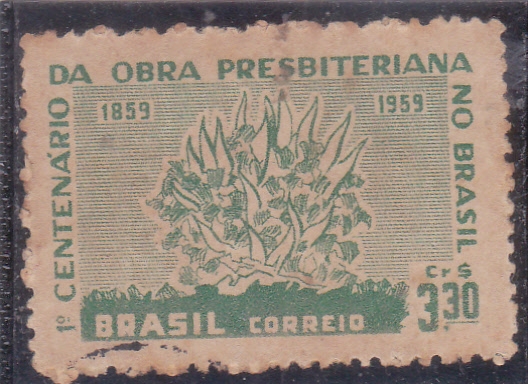 1º CENTENÁRIO DA OBRA PRESBITERIANA NO BRASIL
1859 1959
Cr$
3,30
BRASIL CORREIO